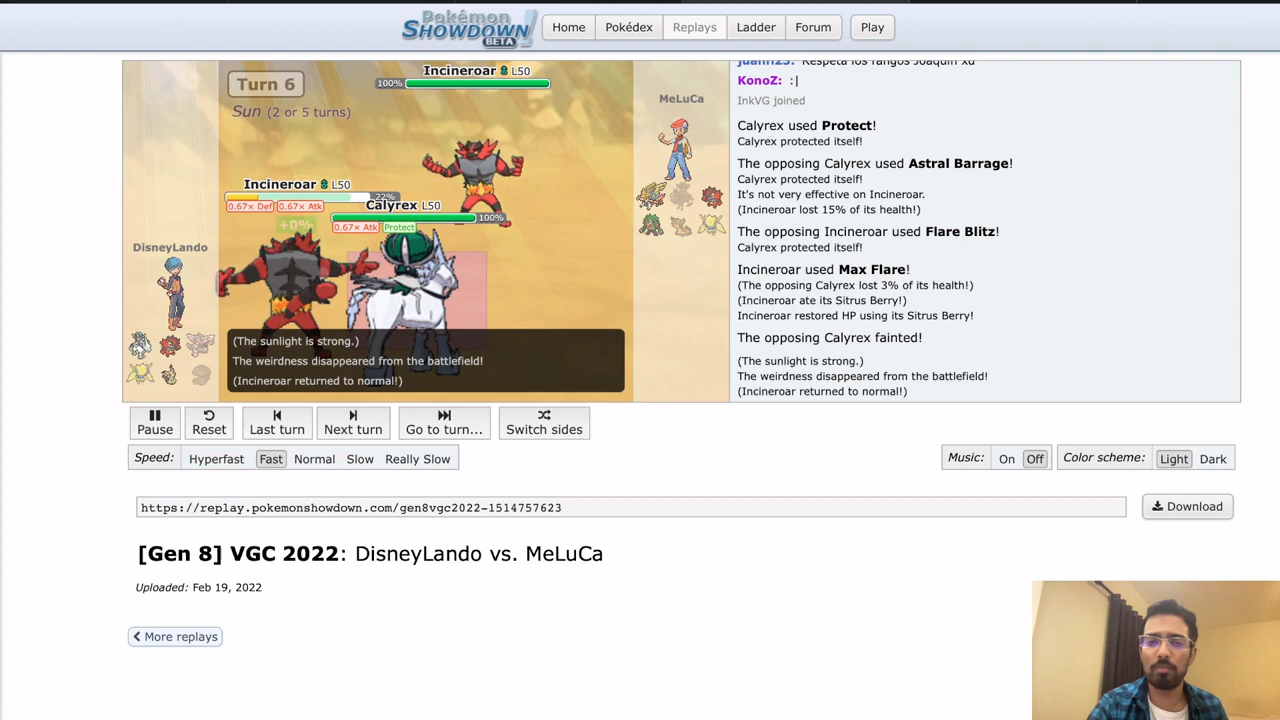 Pokémon
SHOWDOWN!
BETA
Home
Pokédex
Replays
Ladder
Forum
Play
Turn 6
Sun (2 or 5 turns)
Incineroar L50
100%
Incineroar L50
22%
0.67× Def 0.67× Atk
Calyrex L50
100%
0.67× Atk Protect
+0%
DisneyLando
MeLuCa
(The sunlight is strong.)
The weirdness disappeared from the battlefield!
(Incineroar returned to normal!)
Juann23: Respeta los rangos Joaquin xd
KonoZ: :|
InkVG joined
Calyrex used Protect!
Calyrex protected itself!
The opposing Calyrex used Astral Barrage!
Calyrex protected itself!
It's not very effective on Incineroar.
(Incineroar lost 15% of its health!)
The opposing Incineroar used Flare Blitz!
Calyrex protected itself!
Incineroar used Max Flare!
(The opposing Calyrex lost 3% of its health!)
(Incineroar ate its Sitrus Berry!)
Incineroar restored HP using its Sitrus Berry!
The opposing Calyrex fainted!
(The sunlight is strong.)
The weirdness disappeared from the battlefield!
(Incineroar returned to normal!)
Pause
Reset
Last turn
Next turn
Go to turn...
Switch sides
Speed: Hyperfast Fast Normal Slow Really Slow
Music: On Off
Color scheme: Light Dark
https://replay.pokemonshowdown.com/gen8vgc2022-1514757623
Download
[Gen 8] VGC 2022: DisneyLando vs. MeLuCa
Uploaded: Feb 19, 2022
More replays